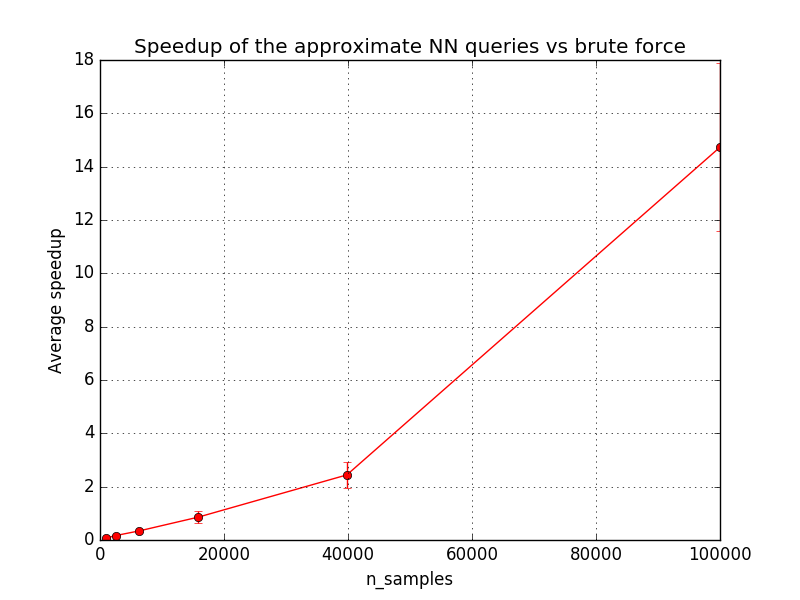 Speedup of the approximate NN queries vs brute force
18
16
14
12
10
8
6
4
2
0
0 20000 40000 60000 80000 100000
Average speedup
n_samples